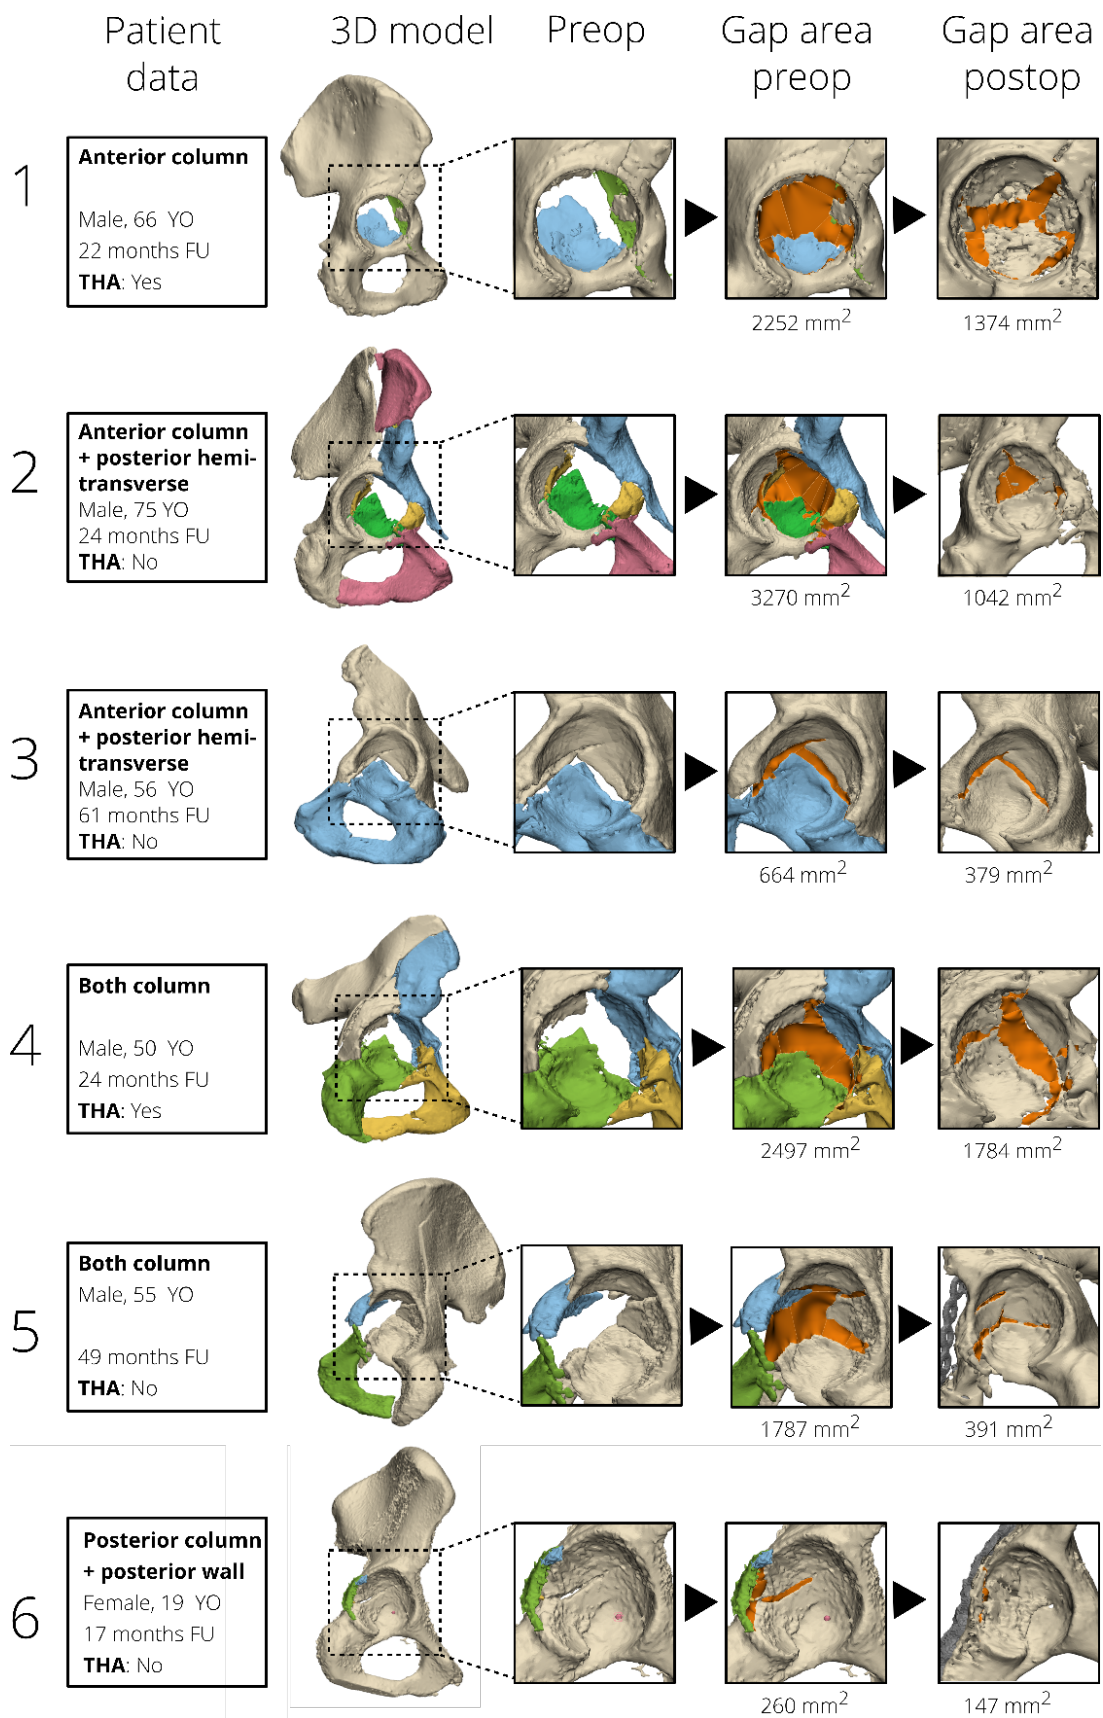 Patient data
3D model
Preop
Gap area preop
Gap area postop
1
Anterior column
Male, 66 YO
22 months FU
THA: Yes
2252 mm2
1374 mm2
2
Anterior column
+ posterior hemi-
transverse
Male, 75 YO
24 months FU
THA: No
3270 mm2
1042 mm2
3
Anterior column
+ posterior hemi-
transverse
Male, 56 YO
61 months FU
THA: No
664 mm2
379 mm2
4
Both column
Male, 50 YO
24 months FU
THA: Yes
2497 mm2
1784 mm2
5
Both column
Male, 55 YO
49 months FU
THA: No
1787 mm2
391 mm2
6
Posterior column
+ posterior wall
Female, 19 YO
17 months FU
THA: No
260 mm2
147 mm2